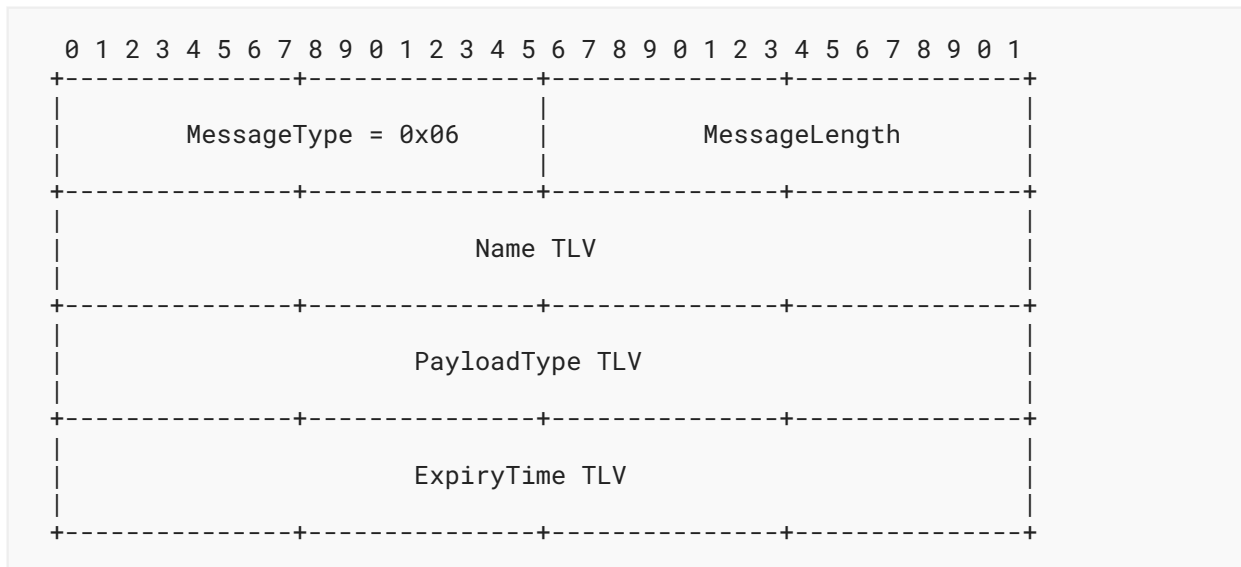 0 1 2 3 4 5 6 7 8 9 0 1 2 3 4 5 6 7 8 9 0 1 2 3 4 5 6 7 8 9 0 1
MessageType = 0x06 MessageLength
Name TLV
PayloadType TLV
ExpiryTime TLV